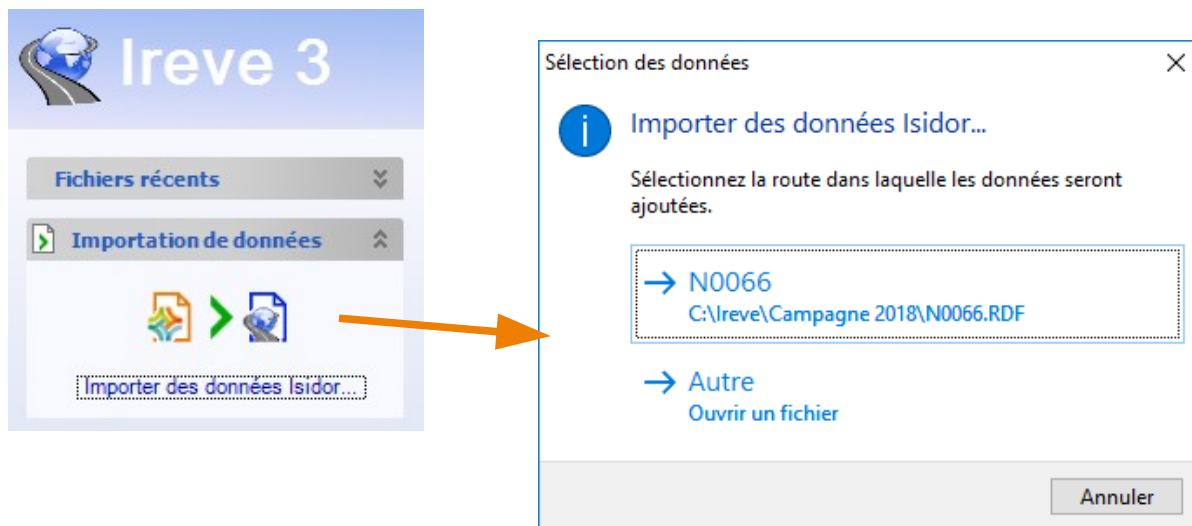 Ireve 3
Fichiers récents
Importation de données
Importer des données Isidor...
Sélection des données
Importer des données Isidor...
Sélectionnez la route dans laquelle les données seront
ajoutées.
N0066
C:\Ireve\Campagne 2018\N0066.RDF
Autre
Ouvrir un fichier
Annuler